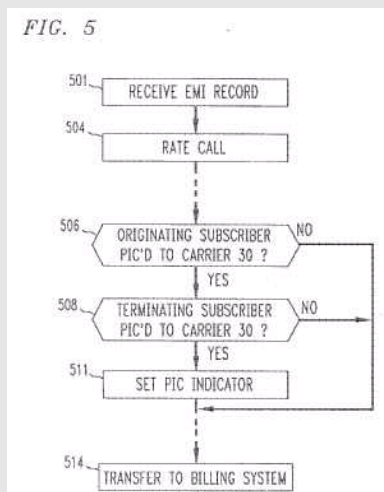 FIG. 5
501
RECEIVE EMI RECORD
504
RATE CALL
506
ORIGINATING SUBSCRIBER
PIC'D TO CARRIER 30 ?
NO
YES
508
TERMINATING SUBSCRIBER
PIC'D TO CARRIER 30 ?
NO
YES
511
SET PIC INDICATOR
514
TRANSFER TO BILLING SYSTEM